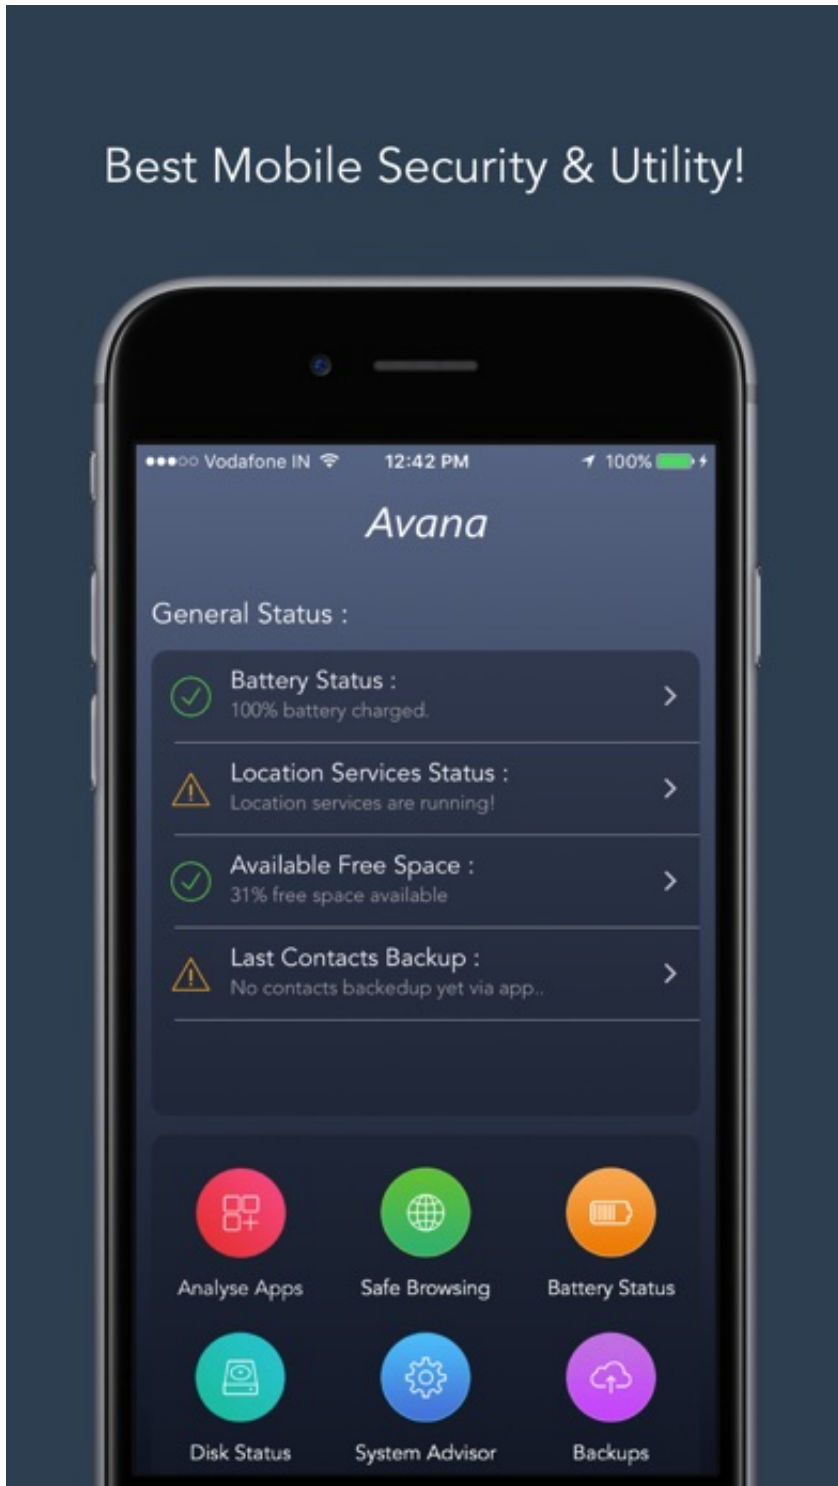 Best Mobile Security & Utility!
Vodafone IN 12:42 PM 100%
Avana
General Status :
Battery Status :
100% battery charged.
Location Services Status :
Location services are running!
Available Free Space :
31% free space available
Last Contacts Backup :
No contacts backedup yet via app..
Analyse Apps Safe Browsing Battery Status
Disk Status System Advisor Backups